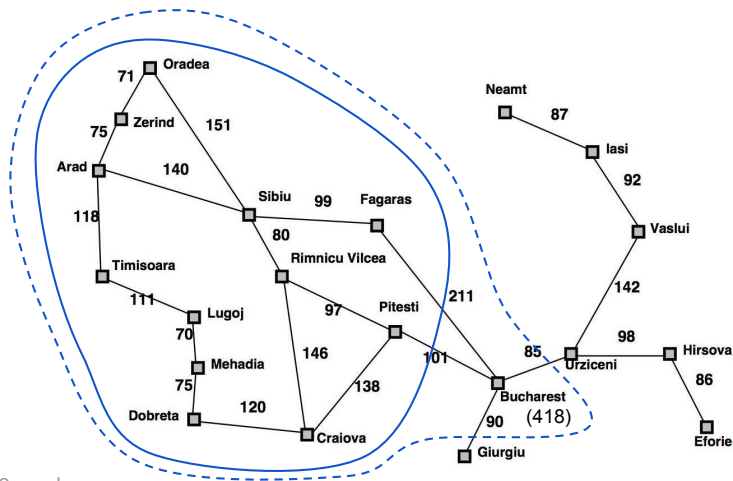 Oradea
71
Neamt
87
Zerind
75
151
Iasi
Arad
140
92
Sibiu
99
Fagaras
118
80
Vaslui
Rimnicu Vilcea
Timisoara
142
111
211
Lugoj
97
Pitesti
70
98
Hirsova
146
101
85
Urziceni
Mehadia
75
138
86
Bucharest
(418)
Dobreta
120
90
Craiova
Eforie
Giurgiu